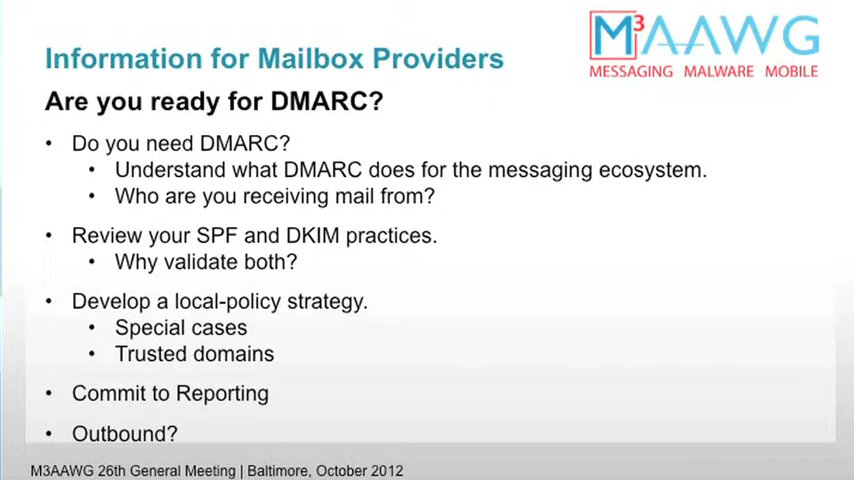 M3AAWG
MESSAGING MALWARE MOBILE
Information for Mailbox Providers
Are you ready for DMARC?
• Do you need DMARC?
• Understand what DMARC does for the messaging ecosystem.
• Who are you receiving mail from?
• Review your SPF and DKIM practices.
• Why validate both?
• Develop a local-policy strategy.
• Special cases
• Trusted domains
• Commit to Reporting
• Outbound?
M3AAWG 26th General Meeting | Baltimore, October 2012